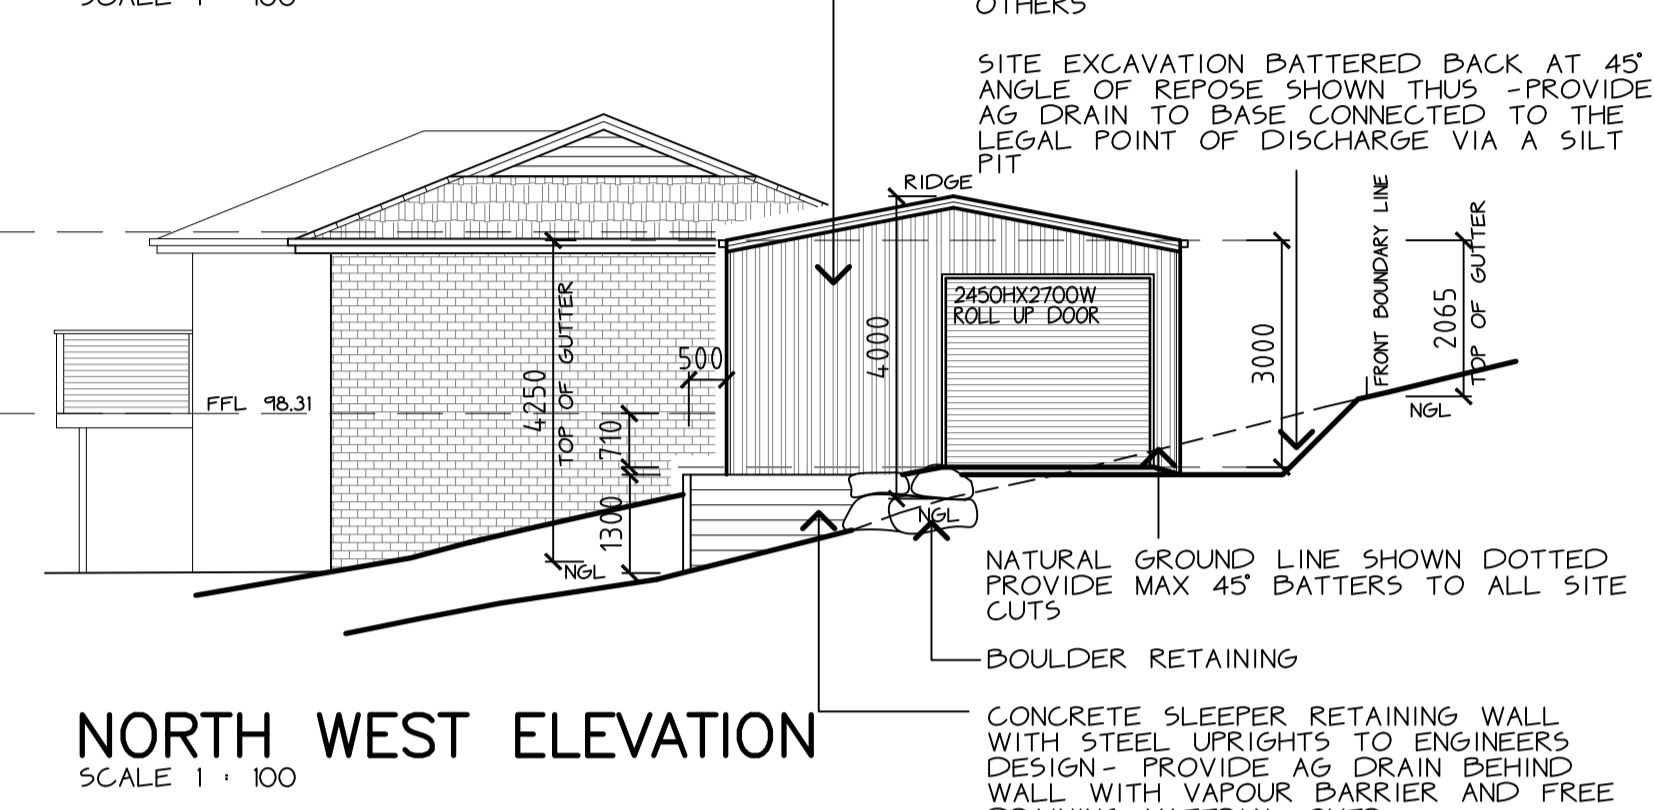 SCALE 1 : 100
OTHERS
SITE EXCAVATION BATTERED BACK AT 45°
ANGLE OF REPOSE SHOWN THUS -PROVIDE
AG DRAIN TO BASE CONNECTED TO THE
LEGAL POINT OF DISCHARGE VIA A SILT
PIT
RIDGE
FRONT BOUNDARY LINE
TOP OF GUTTER
2065
NGL
3000
2450HX2700W
ROLL UP DOOR
4000
500
TOP OF GUTTER
4250
FFL 98.31
710
1300
NGL
NGL
NATURAL GROUND LINE SHOWN DOTTED
PROVIDE MAX 45° BATTERS TO ALL SITE
CUTS
BOULDER RETAINING
CONCRETE SLEEPER RETAINING WALL
WITH STEEL UPRIGHTS TO ENGINEERS
DESIGN- PROVIDE AG DRAIN BEHIND
WALL WITH VAPOUR BARRIER AND FREE
NORTH WEST ELEVATION
SCALE 1 : 100